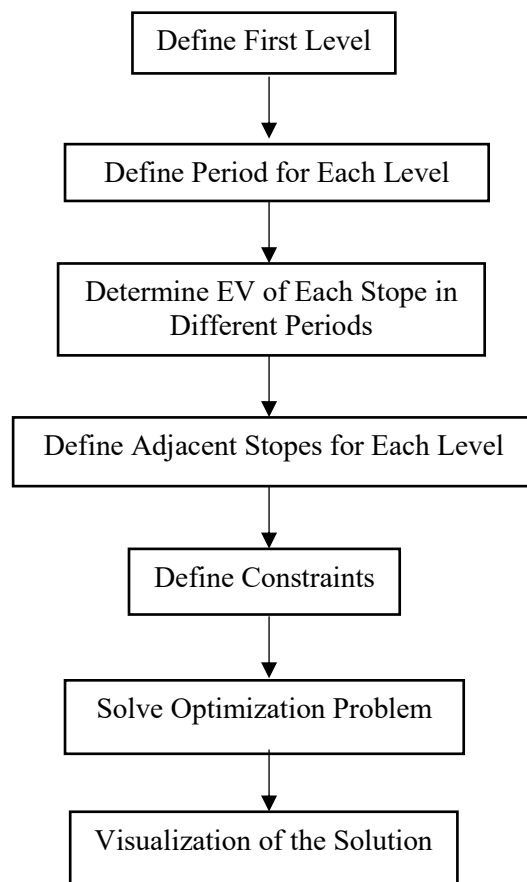 Define First Level
Define Period for Each Level
Determine EV of Each Stope in
Different Periods
Define Adjacent Stopes for Each Level
Define Constraints
Solve Optimization Problem
Visualization of the Solution